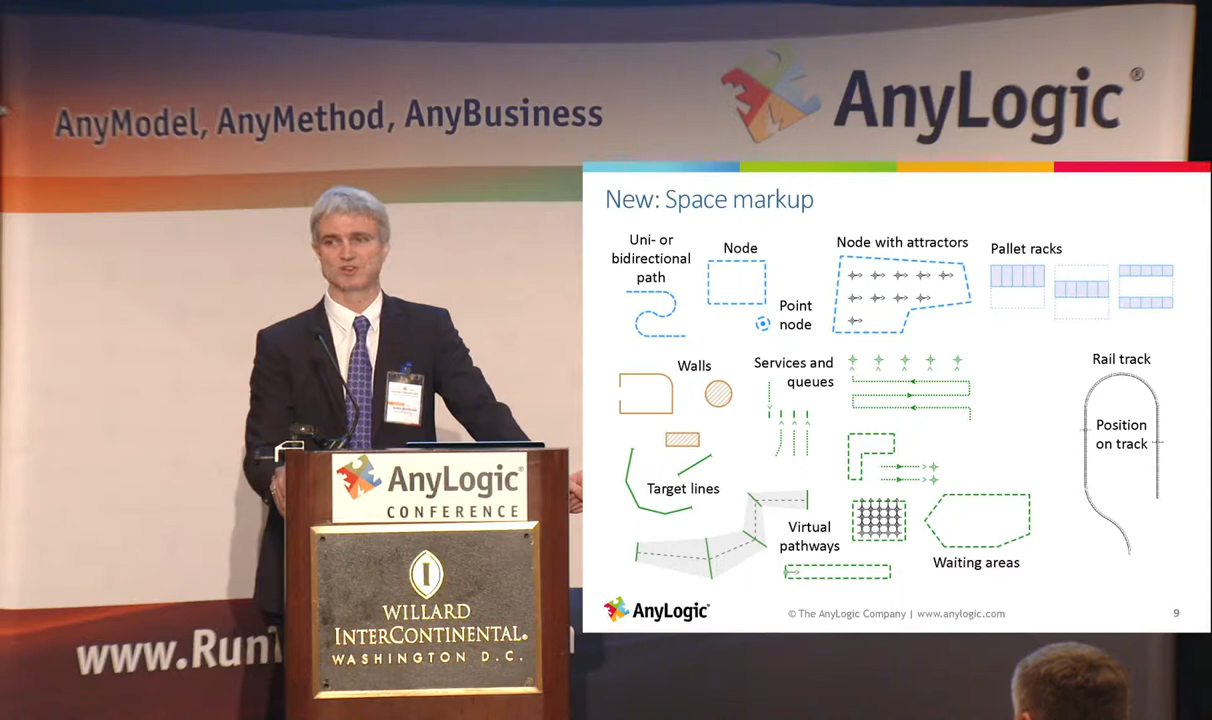 AnyModel, AnyMethod, AnyBusiness
AnyLogic®
New: Space markup
Uni- or
bidirectional
path
Node
Point
node
Node with attractors
Pallet racks
Walls
Services and
queues
Rail track
Position
on track
Target lines
Virtual
pathways
Waiting areas
AnyLogic®
© The AnyLogic Company | www.anylogic.com
9
AnyLogic®
CONFERENCE
I
WILLARD
INTERCONTINENTAL®
WASHINGTON D.C.
www.Run